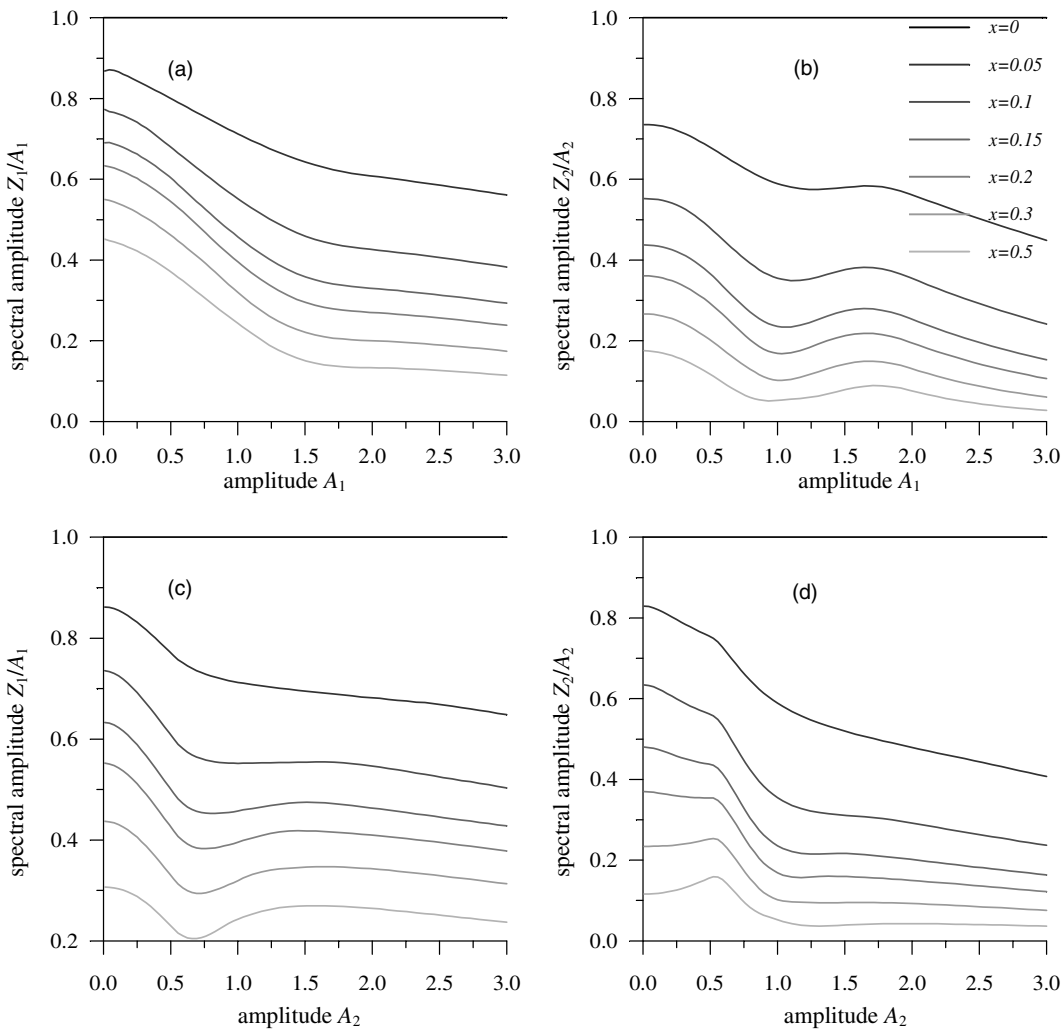 1.0
0.8
0.6
0.4
0.2
0.0
spectral amplitude Z1/A1
(a)
0.0 0.5 1.0 1.5 2.0 2.5 3.0
amplitude A1
1.0
0.8
0.6
0.4
0.2
0.0
spectral amplitude Z2/A2
(b)
x=0
x=0.05
x=0.1
x=0.15
x=0.2
x=0.3
x=0.5
0.0 0.5 1.0 1.5 2.0 2.5 3.0
amplitude A1
1.0
0.8
0.6
0.4
0.2
spectral amplitude Z1/A1
(c)
0.0 0.5 1.0 1.5 2.0 2.5 3.0
amplitude A2
1.0
0.8
0.6
0.4
0.2
0.0
spectral amplitude Z2/A2
(d)
0.0 0.5 1.0 1.5 2.0 2.5 3.0
amplitude A2